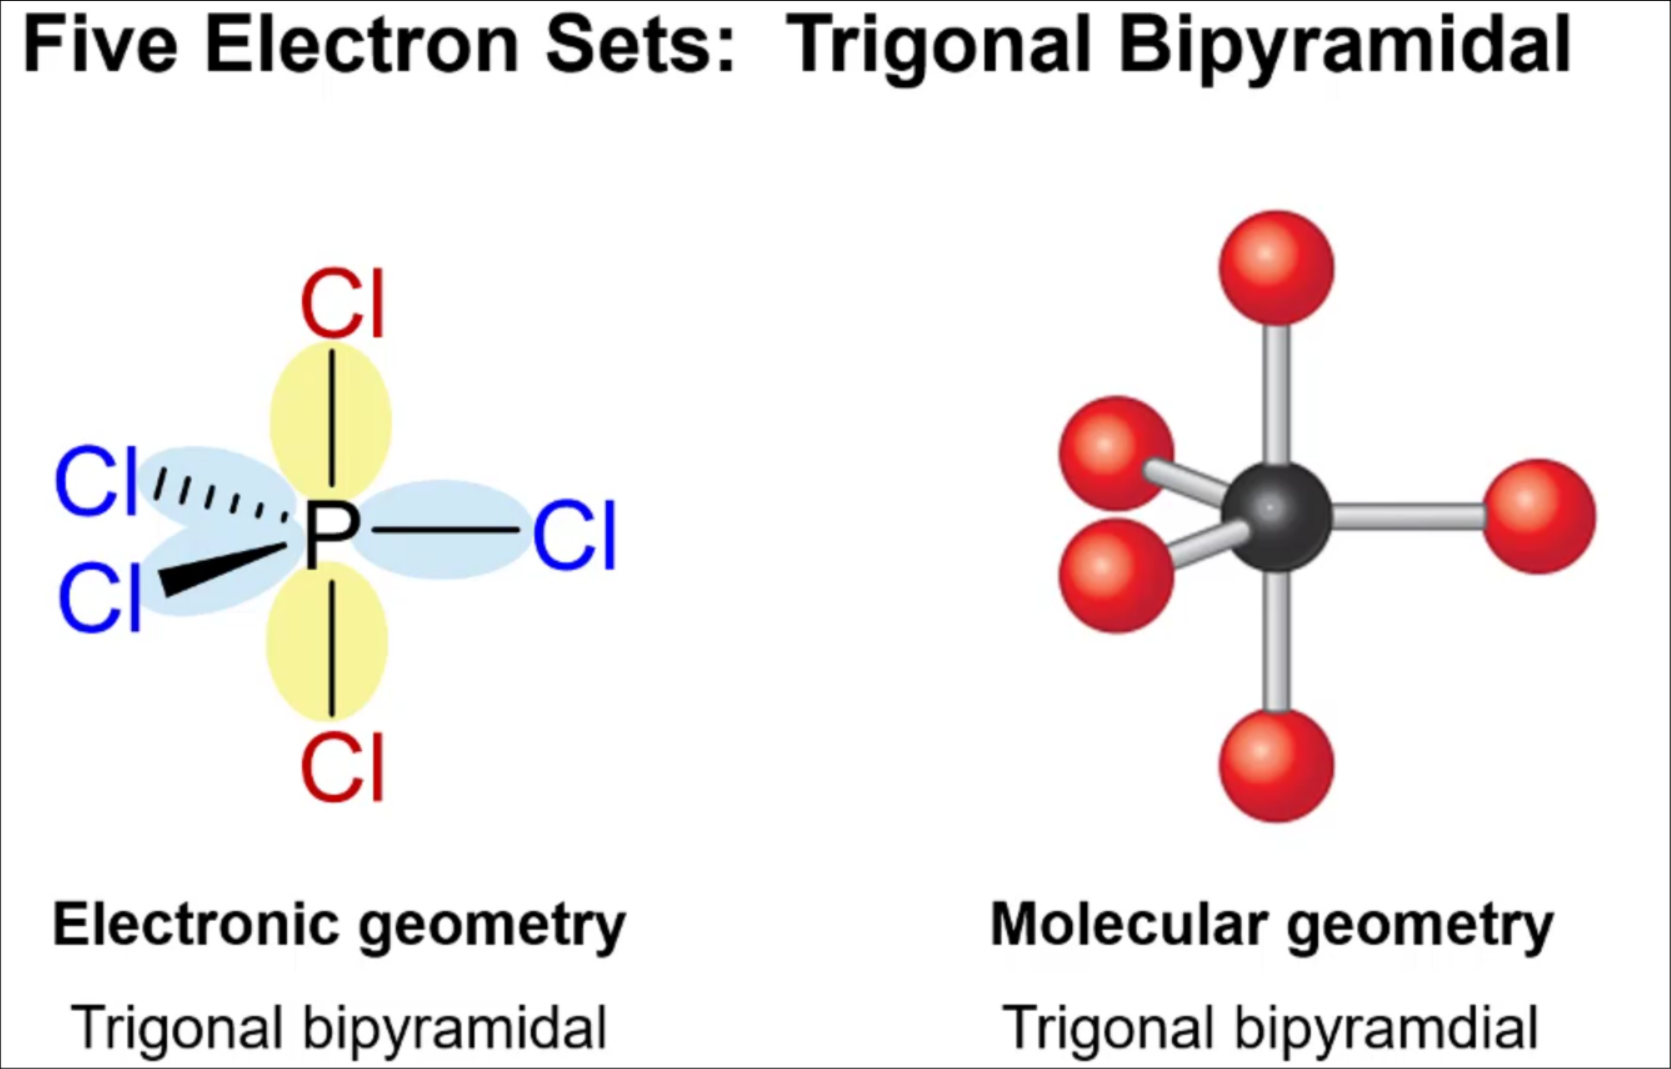 Five Electron Sets: Trigonal Bipyramidal
Cl
Cl
P
Cl
Cl
Cl
Electronic geometry
Molecular geometry
Trigonal bipyramidal
Trigonal bipyramdial